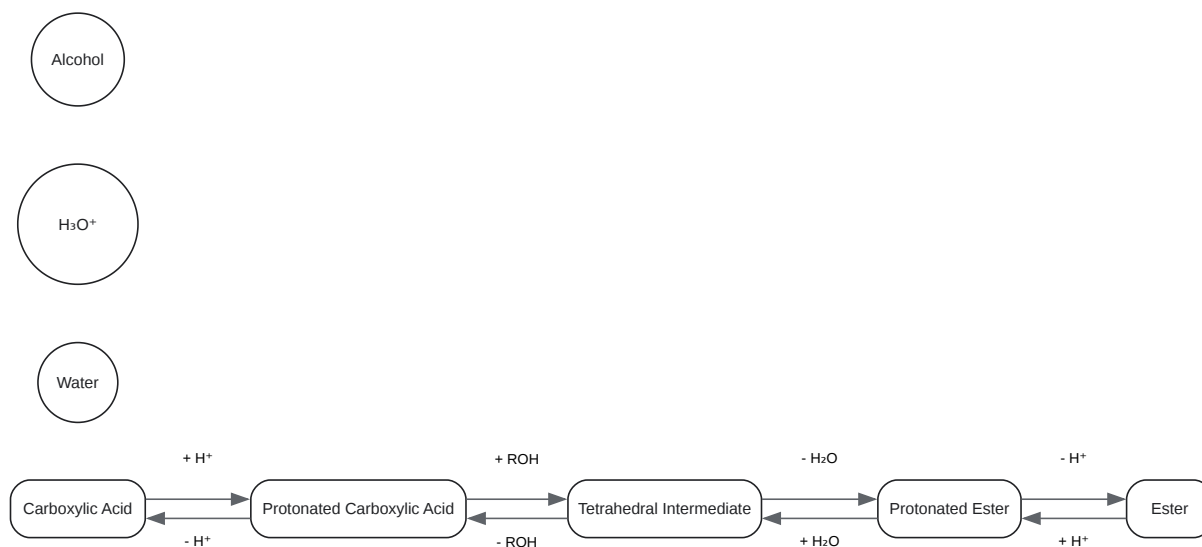 Alcohol
H₃O⁺
Water
+ H⁺
+ ROH
- H₂O
- H⁺
Carboxylic Acid
Protonated Carboxylic Acid
Tetrahedral Intermediate
Protonated Ester
Ester
- H⁺
- ROH
+ H₂O
+ H⁺